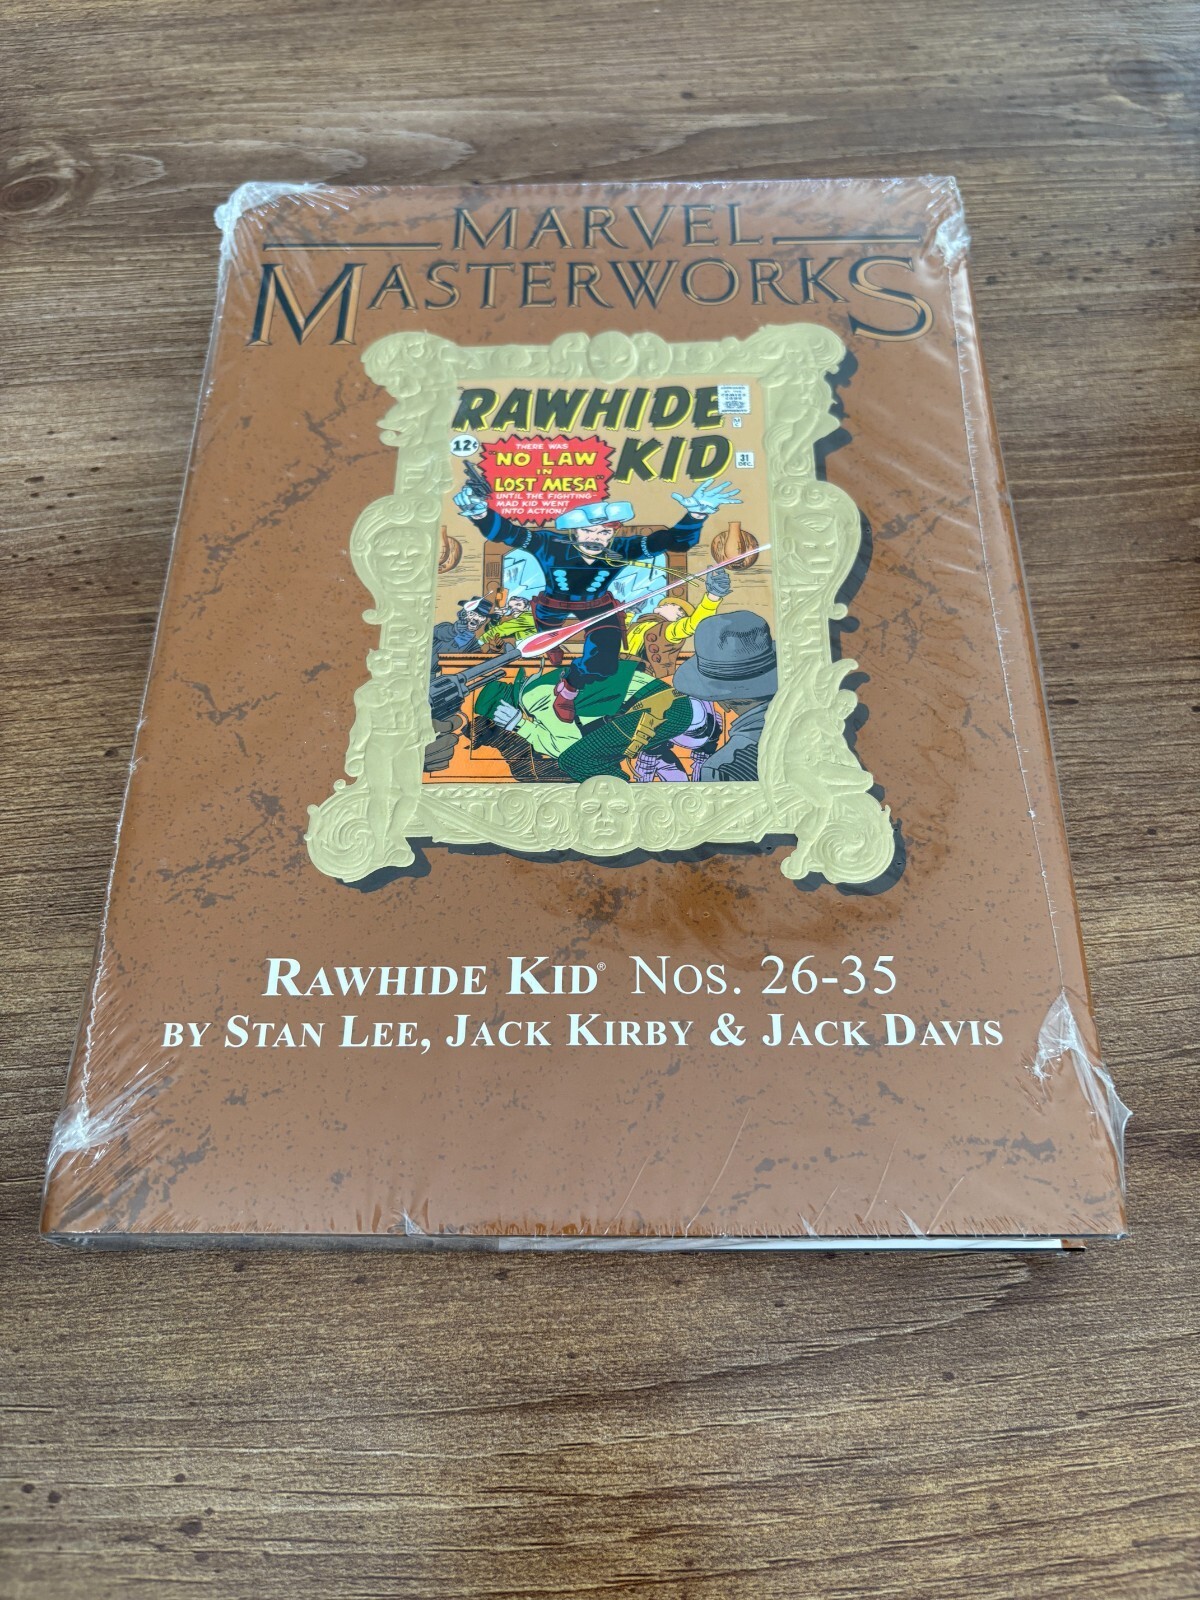 MARVEL
MASTERWORKS
RAWHIDE
KID
12¢
31
DEC.
THERE WAS
"NO LAW
IN
LOST MESA"
UNTIL THE FIGHTING-
MAD KID WENT
INTO ACTION!
RAWHIDE KID® Nos. 26-35
BY STAN LEE, JACK KIRBY & JACK DAVIS